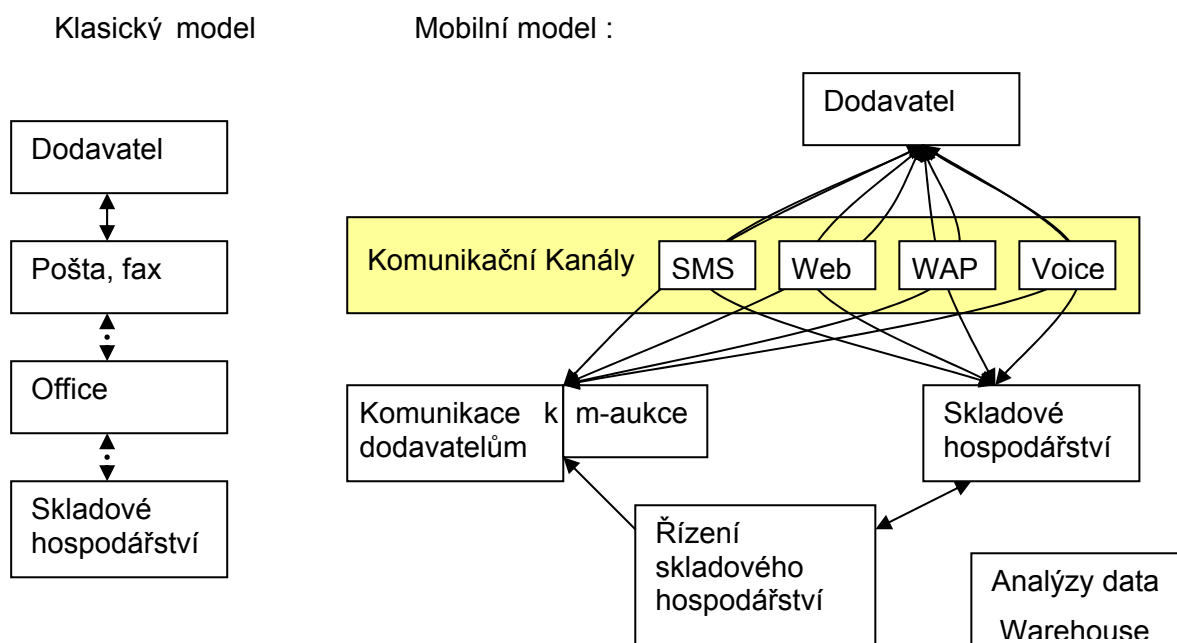 Klasický model
Mobilní model :
Dodavatel
Pošta, fax
Office
Skladové
hospodářství
Dodavatel
Komunikační Kanály
SMS
Web
WAP
Voice
Komunikace k
dodavatelům
m-aukce
Skladové
hospodářství
Řízení
skladového
hospodářství
Analýzy data
Warehouse